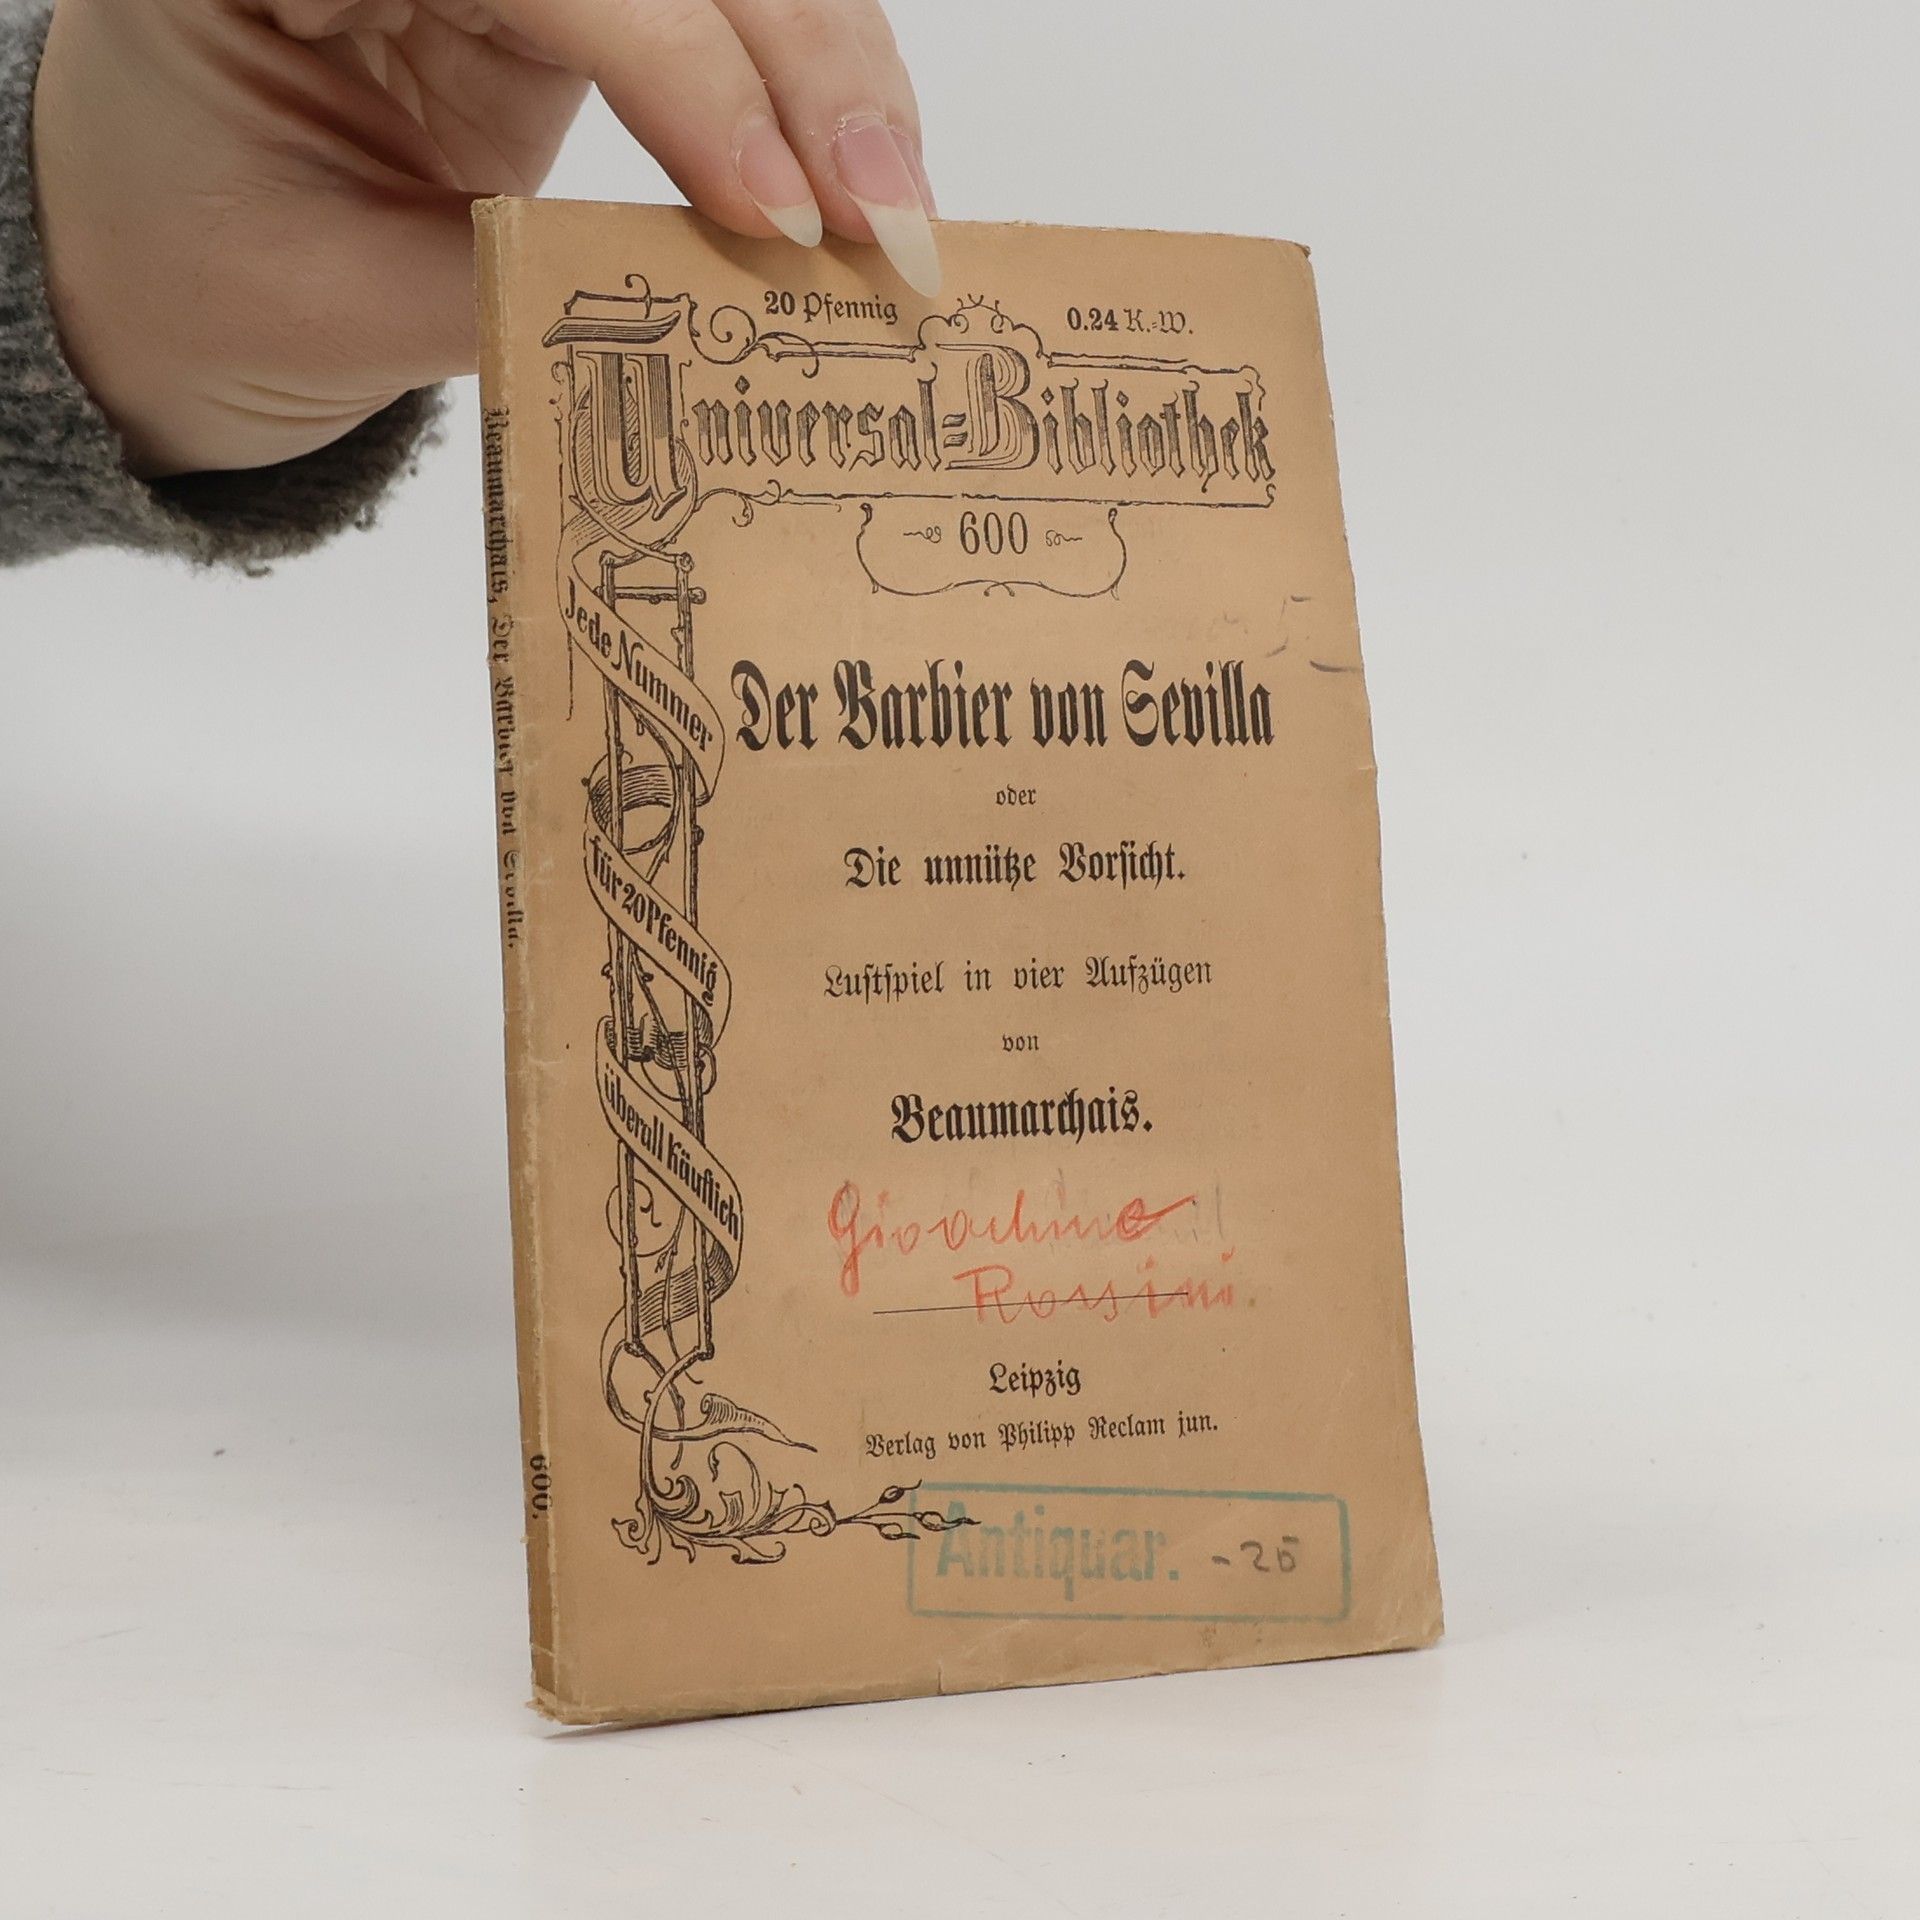 20 Pfennig 0.24 K.=W.
Universal=Bibliothek
600
Jede Nummer
für 20 Pfennig
überall käuflich
Der Barbier von Sevilla
oder
Die unnütze Vorsicht.
Lustspiel in vier Aufzügen
von
Beaumarchais.
Gioachino
Rossini
Leipzig
Verlag von Philipp Reclam jun.
Antiquar. -25
Beaumarchais, Der Barbier von Sevilla.
600.